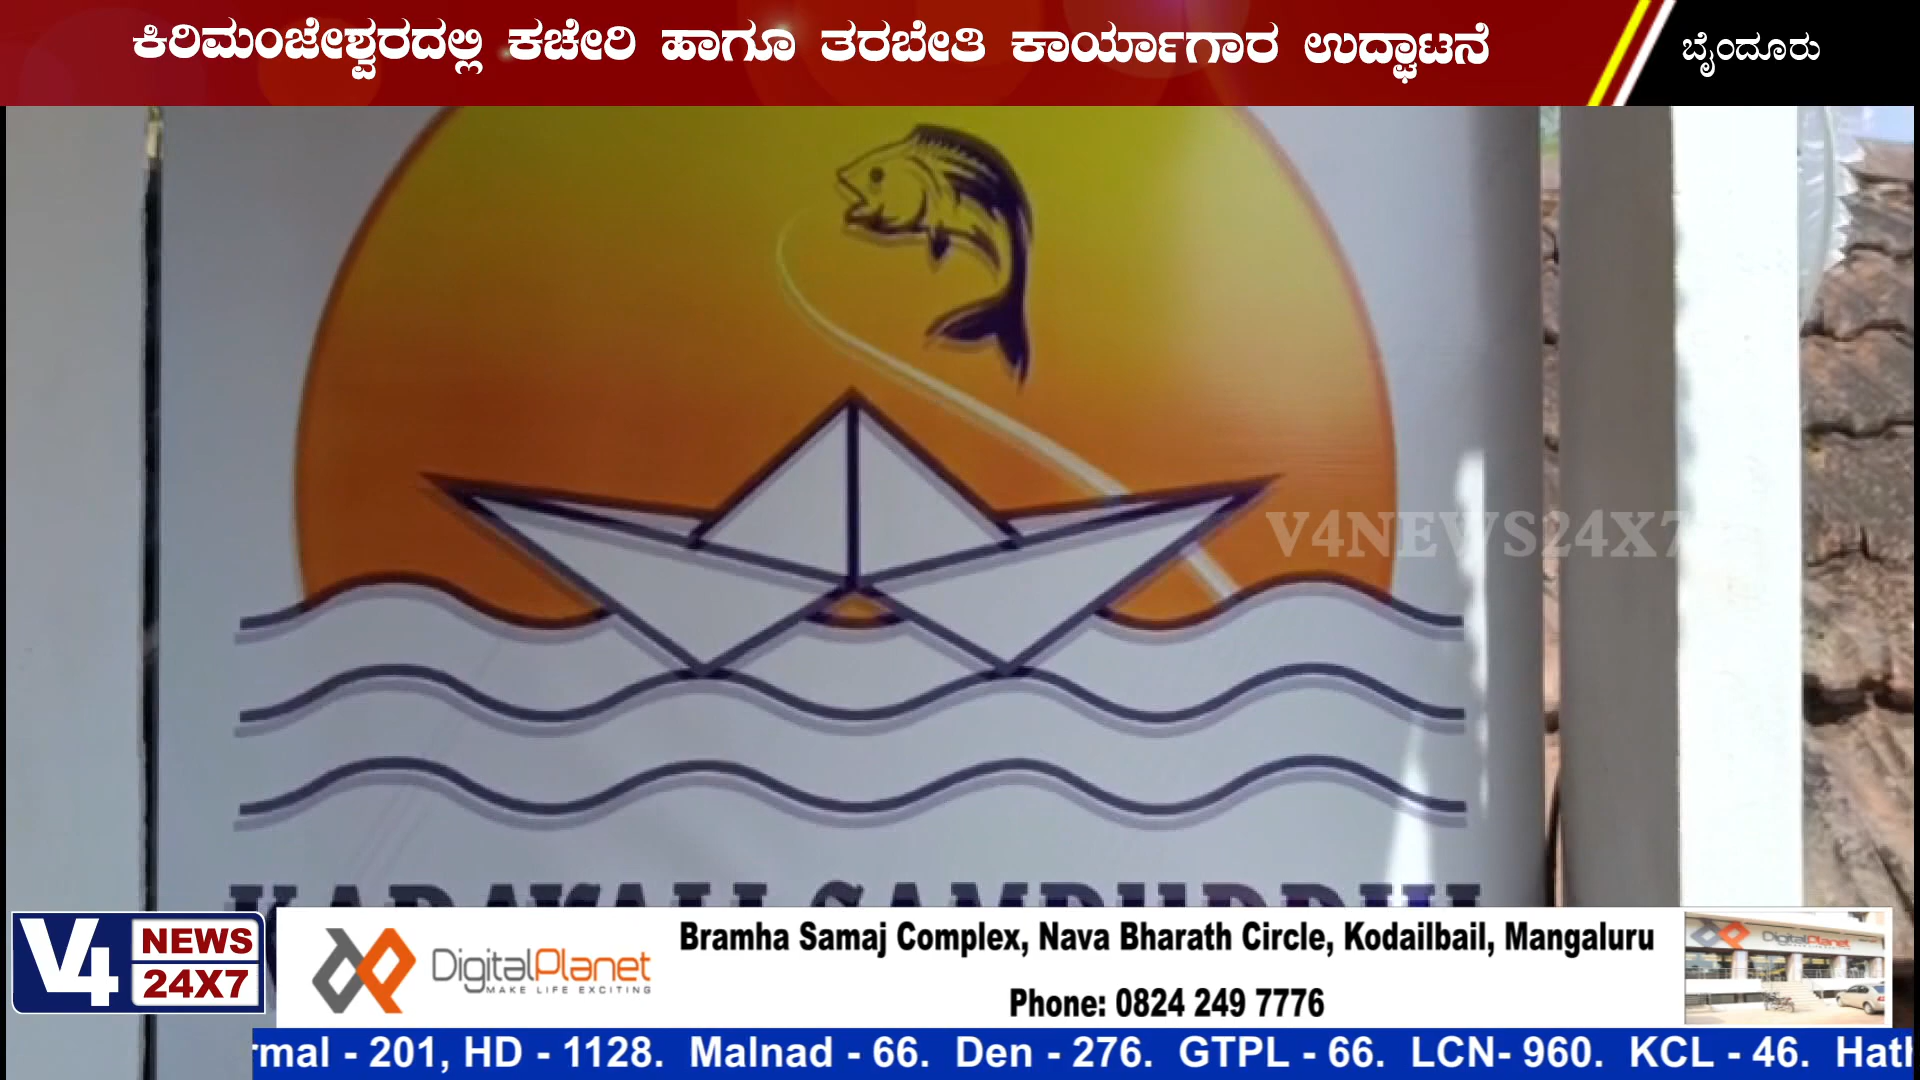 ಕಿರಿಮಂಜೇಶ್ವರದಲ್ಲಿ ಕಚೇರಿ ಹಾಗೂ ತರಬೇತಿ ಕಾರ್ಯಾಗಾರ ಉದ್ಘಾಟನೆ
ಬೈಂದೂರು
V4NEWS24X7
V4 NEWS
24X7
DigitalPlanet
MAKE LIFE EXCITING
Bramha Samaj Complex, Nava Bharath Circle, Kodailbail, Mangaluru
Phone: 0824 249 7776
DigitalPlanet
- 201, HD - 1128. Malnad - 66. Den - 276. GTPL - 66. LCN- 960. KCL - 46.